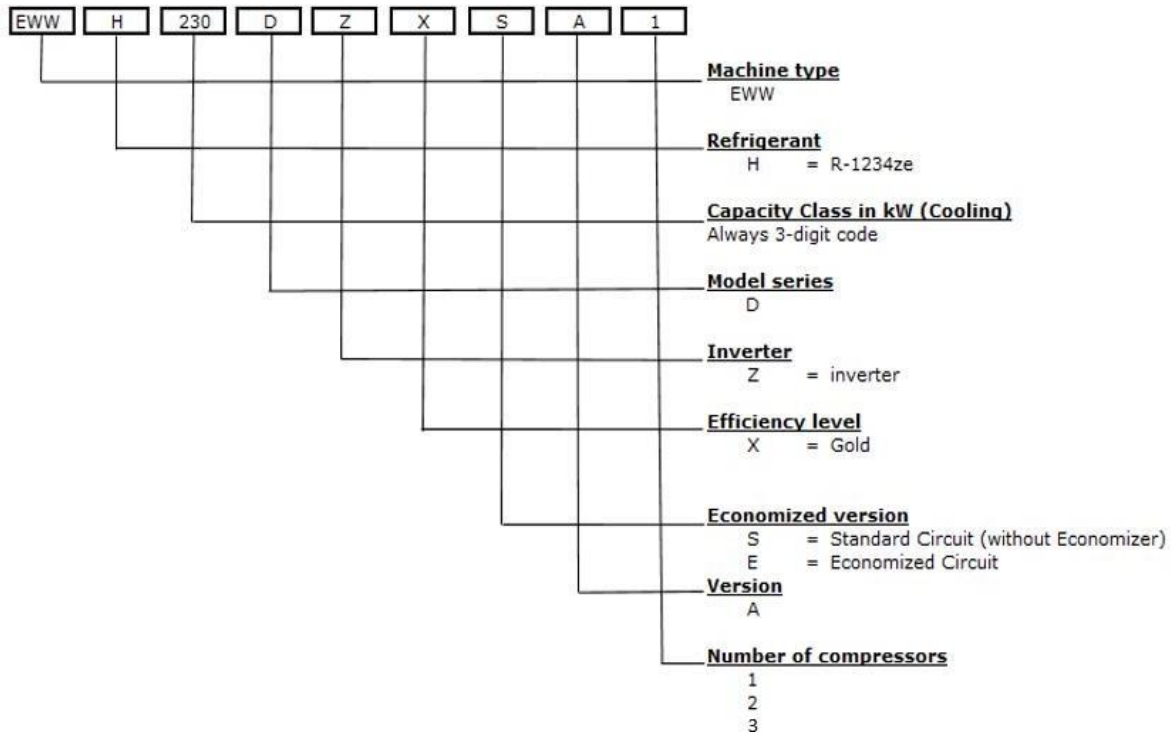 EWW H 230 D Z X S A 1
Machine type
EWW
Refrigerant
H = R-1234ze
Capacity Class in kW (Cooling)
Always 3-digit code
Model series
D
Inverter
Z = inverter
Efficiency level
X = Gold
Economized version
S = Standard Circuit (without Economizer)
E = Economized Circuit
Version
A
Number of compressors
1
2
3